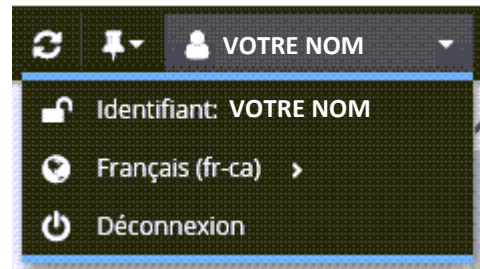 VOTRE NOM
Identifiant: VOTRE NOM
Français (fr-ca) >
Déconnexion